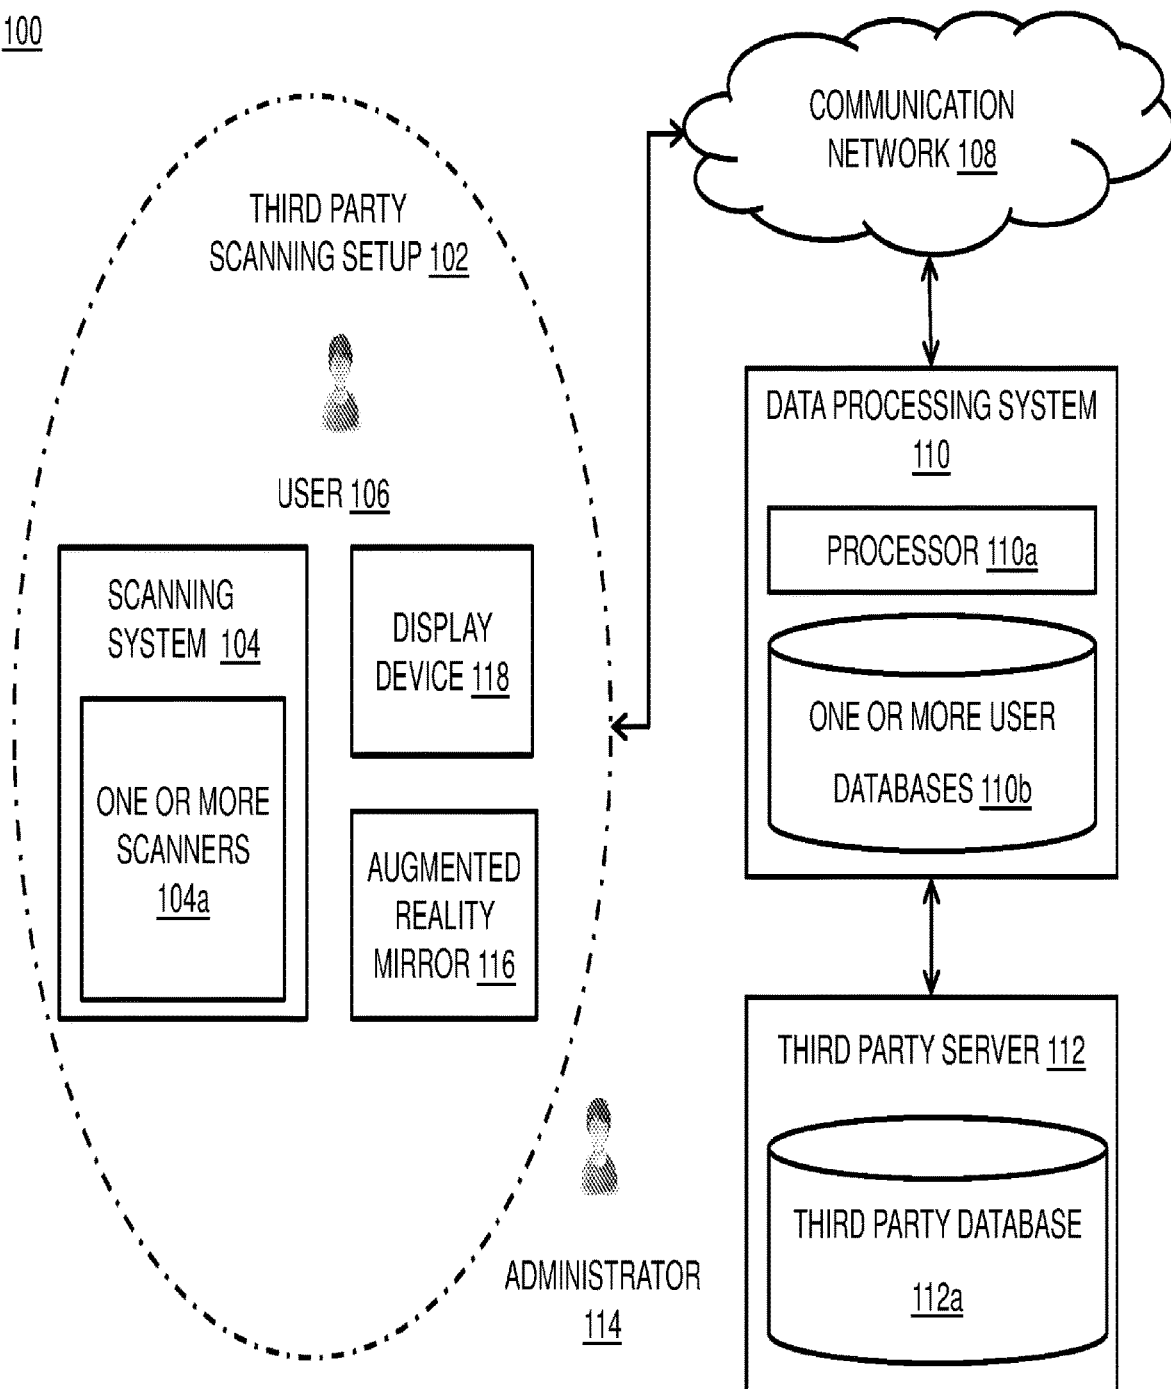 100
COMMUNICATION
NETWORK 108
THIRD PARTY
SCANNING SETUP 102
USER 106
SCANNING
SYSTEM 104
ONE OR MORE
SCANNERS
104a
DISPLAY
DEVICE 118
AUGMENTED
REALITY
MIRROR 116
ADMINISTRATOR
114
DATA PROCESSING SYSTEM
110
PROCESSOR 110a
ONE OR MORE USER
DATABASES 110b
THIRD PARTY SERVER 112
THIRD PARTY DATABASE
112a